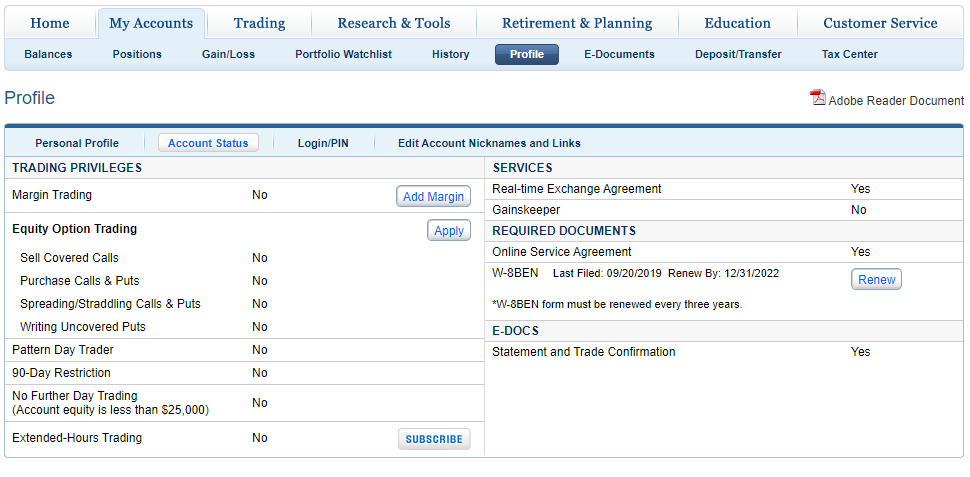 Home My Accounts Trading Research & Tools Retirement & Planning Education Customer Service
Balances Positions Gain/Loss Portfolio Watchlist History Profile E-Documents Deposit/Transfer Tax Center
Profile
Adobe Reader Document
Personal Profile Account Status Login/PIN Edit Account Nicknames and Links
TRADING PRIVILEGES
Margin Trading No Add Margin
Equity Option Trading Apply
Sell Covered Calls No
Purchase Calls & Puts No
Spreading/Straddling Calls & Puts No
Writing Uncovered Puts No
Pattern Day Trader No
90-Day Restriction No
No Further Day Trading
(Account equity is less than $25,000) No
Extended-Hours Trading No SUBSCRIBE
SERVICES
Real-time Exchange Agreement Yes
Gainskeeper No
REQUIRED DOCUMENTS
Online Service Agreement Yes
W-8BEN Last Filed: 09/20/2019 Renew By: 12/31/2022 Renew
*W-8BEN form must be renewed every three years.
E-DOCS
Statement and Trade Confirmation Yes